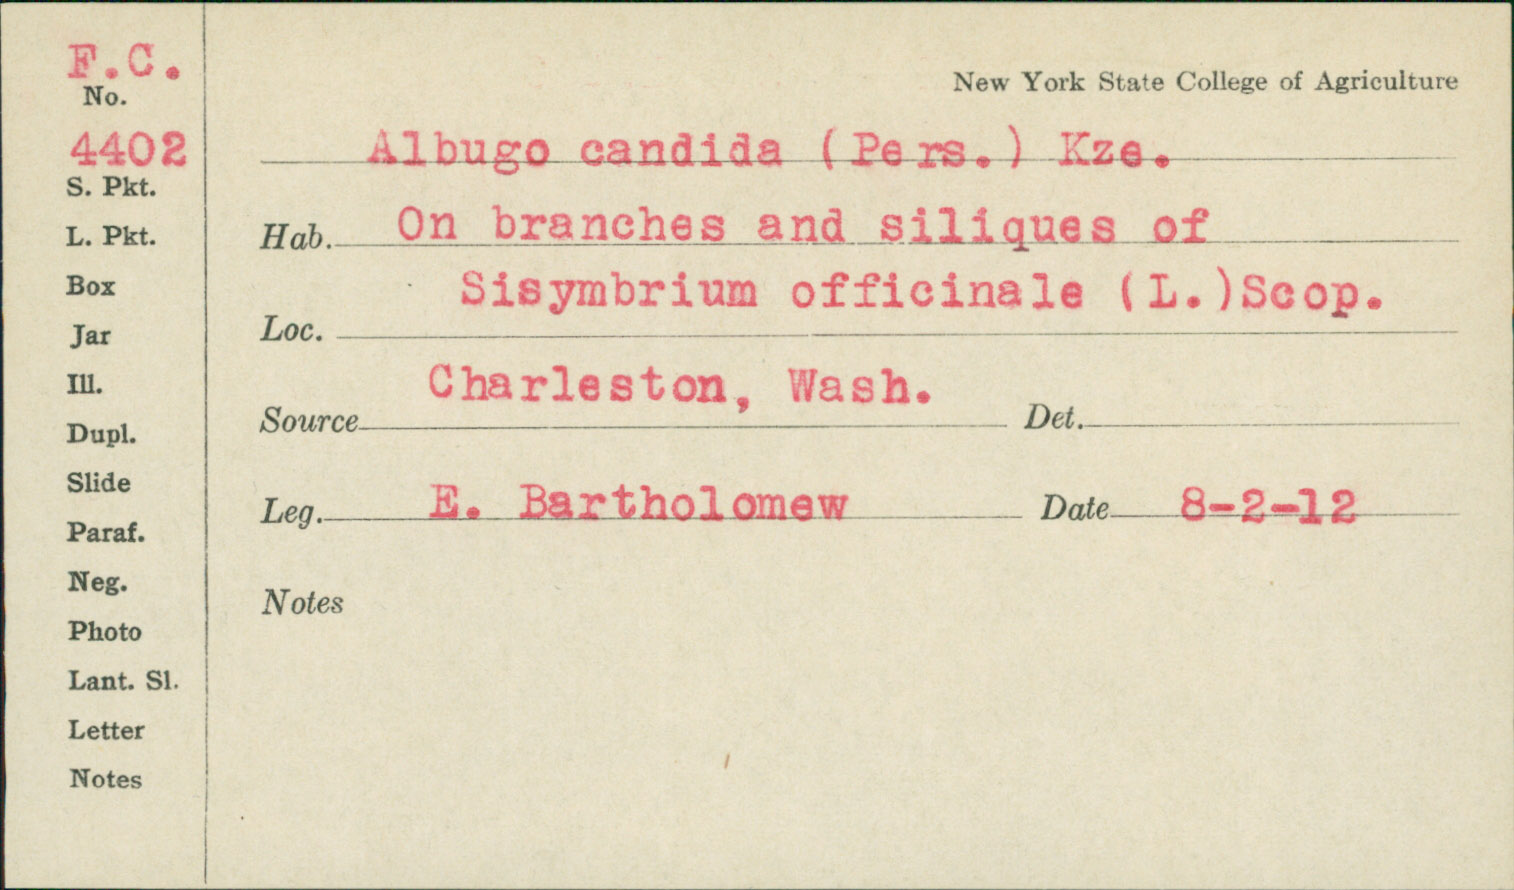 F.C.
No.
4402
S. Pkt.
L. Pkt.
Box
Jar
Ill.
Dupl.
Slide
Paraf.
Neg.
Photo
Lant. Sl.
Letter
Notes
New York State College of Agriculture
Albugo candida (Pers.) Kze.
Hab. On branches and siliques of
Sisymbrium officinale (L.)Scop.
Loc.
Charleston, Wash.
Source Det.
Leg. E. Bartholomew Date 8-2-12
Notes